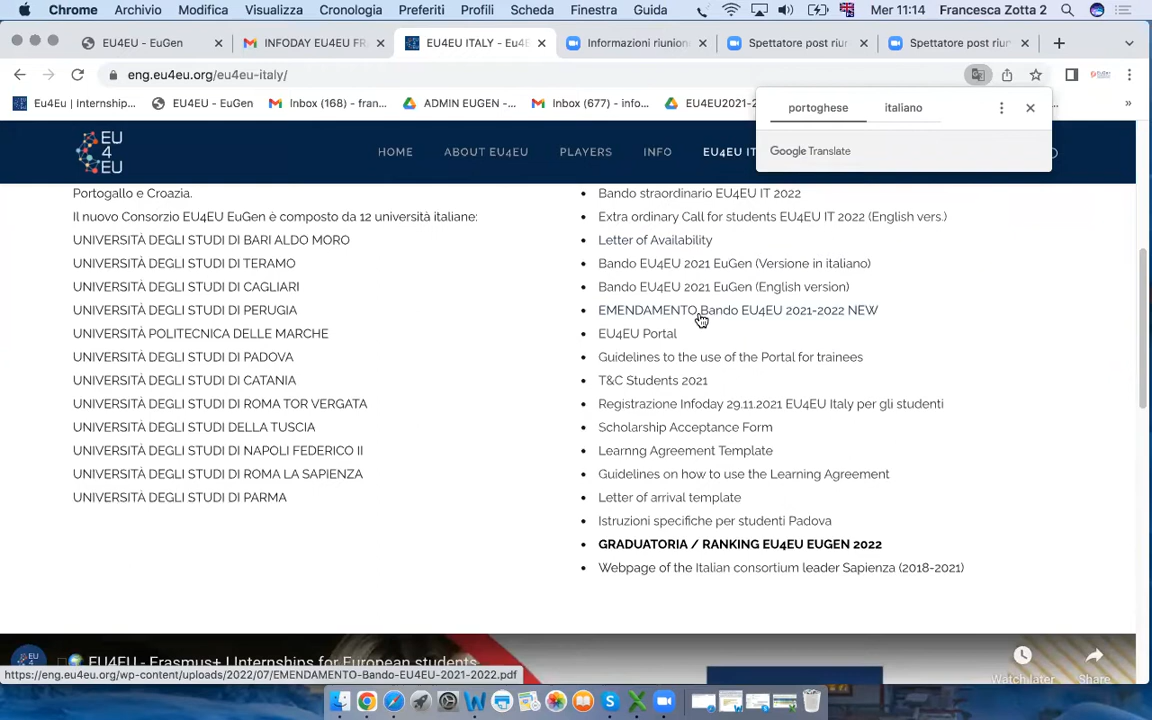 Chrome Archivio Modifica Visualizza Cronologia Preferiti Profili Scheda Finestra Guida Mer 11:14 Francesca Zotta 2
EU4EU - EuGen
INFODAY EU4EU FR
EU4EU ITALY - Eu4E
Informazioni riunion
Spettatore post riun
Spettatore post riun
eng.eu4eu.org/eu4eu-italy/
Eu4Eu | Internship...
EU4EU - EuGen
Inbox (168) - fran...
ADMIN EUGEN -...
Inbox (677) - info...
EU4EU2021-2
portoghese italiano
Google Translate
EU
4
EU
HOME ABOUT EU4EU PLAYERS INFO EU4EU IT
Portogallo e Croazia.
Il nuovo Consorzio EU4EU EuGen è composto da 12 università italiane:
UNIVERSITÀ DEGLI STUDI DI BARI ALDO MORO
UNIVERSITÀ DEGLI STUDI DI TERAMO
UNIVERSITÀ DEGLI STUDI DI CAGLIARI
UNIVERSITÀ DEGLI STUDI DI PERUGIA
UNIVERSITÀ POLITECNICA DELLE MARCHE
UNIVERSITÀ DEGLI STUDI DI PADOVA
UNIVERSITÀ DEGLI STUDI DI CATANIA
UNIVERSITÀ DEGLI STUDI DI ROMA TOR VERGATA
UNIVERSITÀ DEGLI STUDI DELLA TUSCIA
UNIVERSITÀ DEGLI STUDI DI NAPOLI FEDERICO II
UNIVERSITÀ DEGLI STUDI DI ROMA LA SAPIENZA
UNIVERSITÀ DEGLI STUDI DI PARMA
Bando straordinario EU4EU IT 2022
Extra ordinary Call for students EU4EU IT 2022 (English vers.)
Letter of Availability
Bando EU4EU 2021 EuGen (Versione in italiano)
Bando EU4EU 2021 EuGen (English version)
EMENDAMENTO Bando EU4EU 2021-2022 NEW
EU4EU Portal
Guidelines to the use of the Portal for trainees
T&C Students 2021
Registrazione Infoday 29.11.2021 EU4EU Italy per gli studenti
Scholarship Acceptance Form
Learnng Agreement Template
Guidelines on how to use the Learnng Agreement
Letter of arrival template
Istruzioni specifiche per studenti Padova
GRADUATORIA / RANKING EU4EU EUGEN 2022
Webpage of the Italian consortium leader Sapienza (2018-2021)
EU4EU - Erasmus+ Internships for European students
Watch later Share
https://eng.eu4eu.org/wp-content/uploads/2022/07/EMENDAMENTO-Bando-EU4EU-2021-2022.pdf